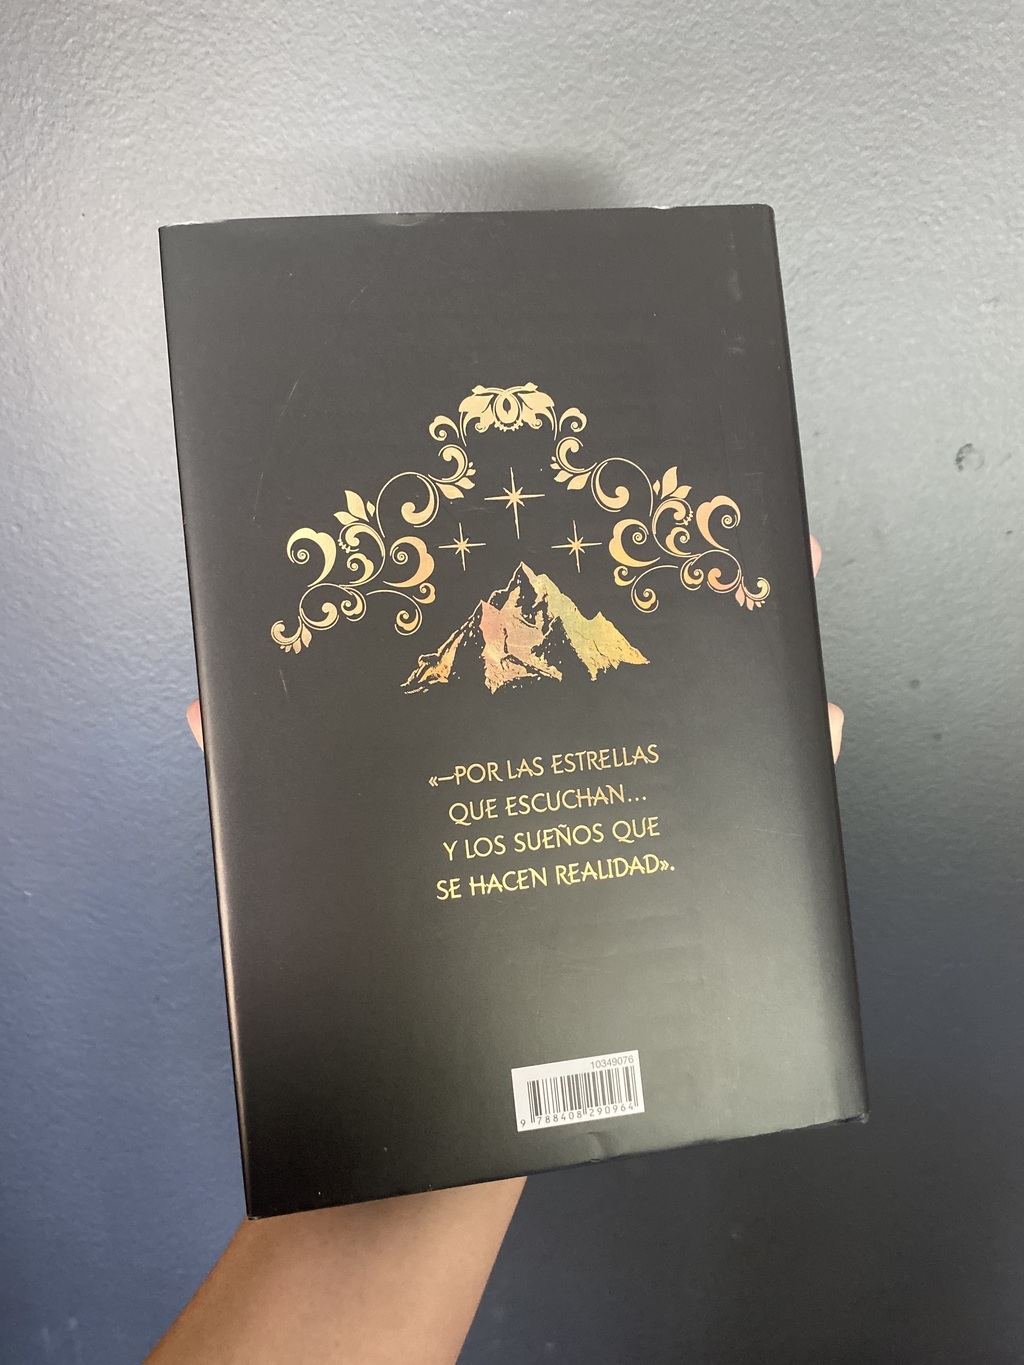 «—POR LAS ESTRELLAS
QUE ESCUCHAN...
Y LOS SUEÑOS QUE
SE HACEN REALIDAD».
10349076
9 788408 290964